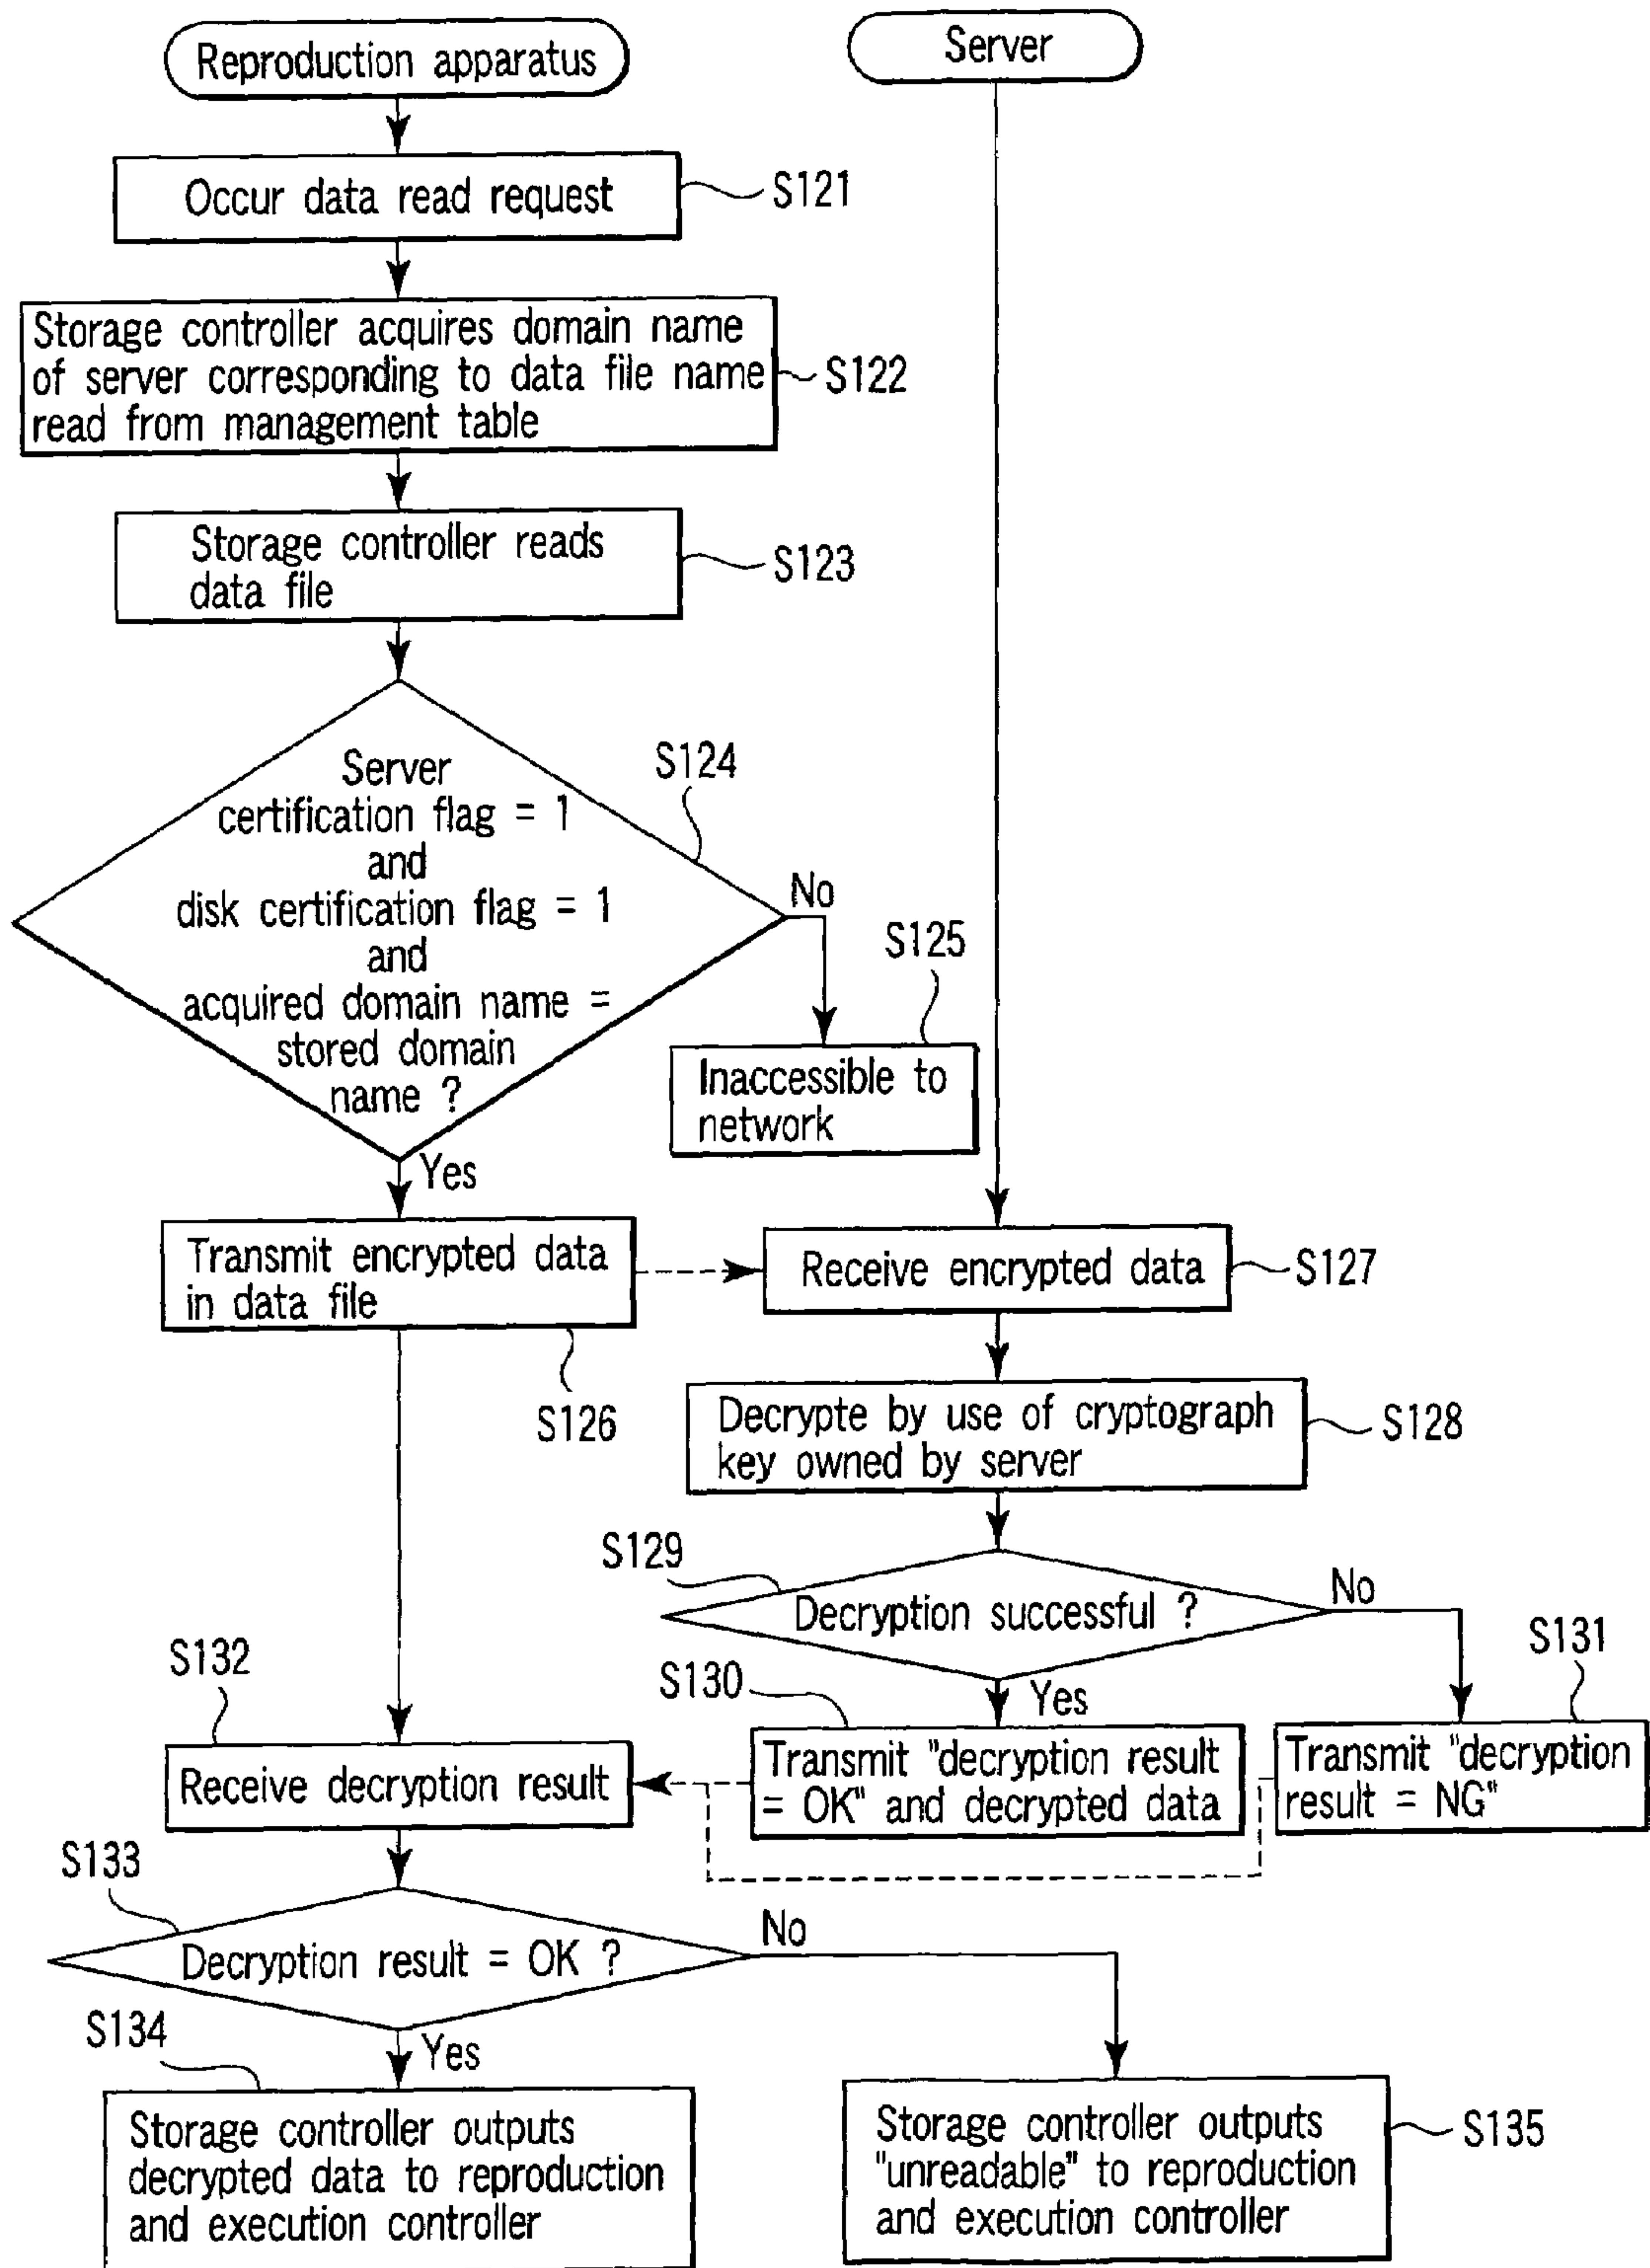 Reproduction apparatus
Server
Occur data read request
S121
Storage controller acquires domain name
of server corresponding to data file name
read from management table
S122
Storage controller reads
data file
S123
Server
certification flag = 1
and
disk certification flag = 1
and
acquired domain name =
stored domain
name ?
S124
No
S125
Inaccessible to
network
Yes
Transmit encrypted data
in data file
S126
Receive encrypted data
S127
Decrypte by use of cryptograph
key owned by server
S128
S129
Decryption successful ?
No
S131
S132
S130
Yes
Receive decryption result
Transmit "decryption result
= OK" and decrypted data
Transmit "decryption
result = NG"
S133
Decryption result = OK ?
No
S134
Yes
Storage controller outputs
decrypted data to reproduction
and execution controller
Storage controller outputs
"unreadable" to reproduction
and execution controller
S135